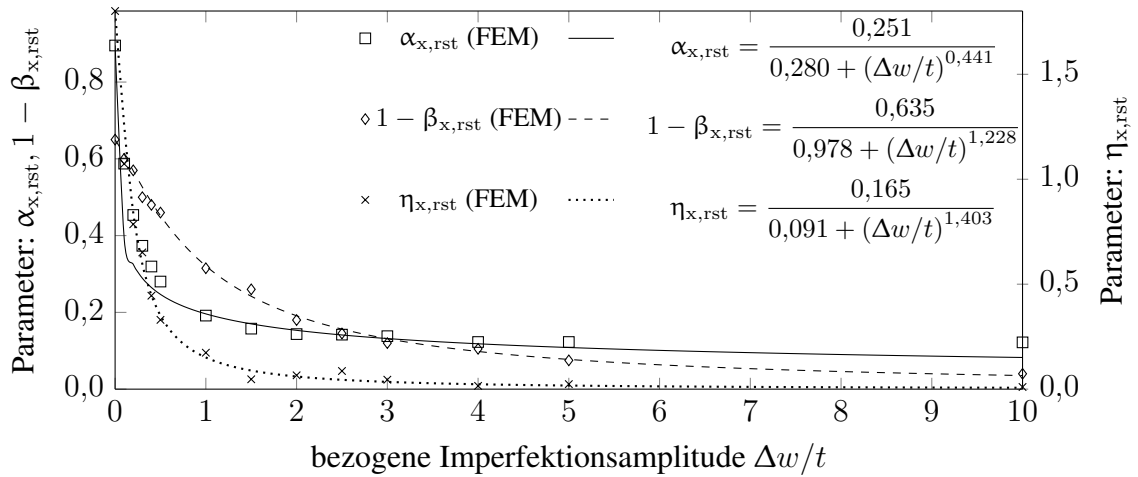 α_x,rst (FEM) α_x,rst = 0,251 / (0,280 + (Δw/t)^0,441)
1 − β_x,rst (FEM) 1 − β_x,rst = 0,635 / (0,978 + (Δw/t)^1,228)
η_x,rst (FEM) η_x,rst = 0,165 / (0,091 + (Δw/t)^1,403)
Parameter: α_x,rst, 1 − β_x,rst
0,8
0,6
0,4
0,2
0,0
1,5
1,0
0,5
0,0
Parameter: η_x,rst
0 1 2 3 4 5 6 7 8 9 10
bezogene Imperfektionsamplitude Δw/t